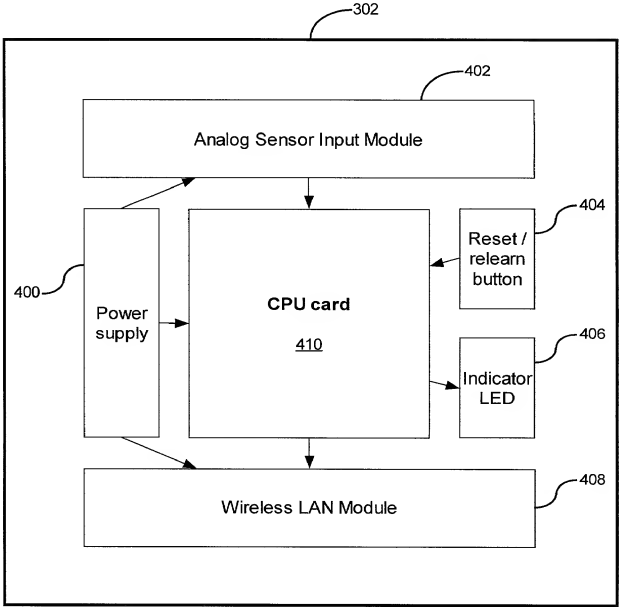 302
402
Analog Sensor Input Module
404
Reset /
relearn
button
400
Power
supply
CPU card
410
406
Indicator
LED
408
Wireless LAN Module